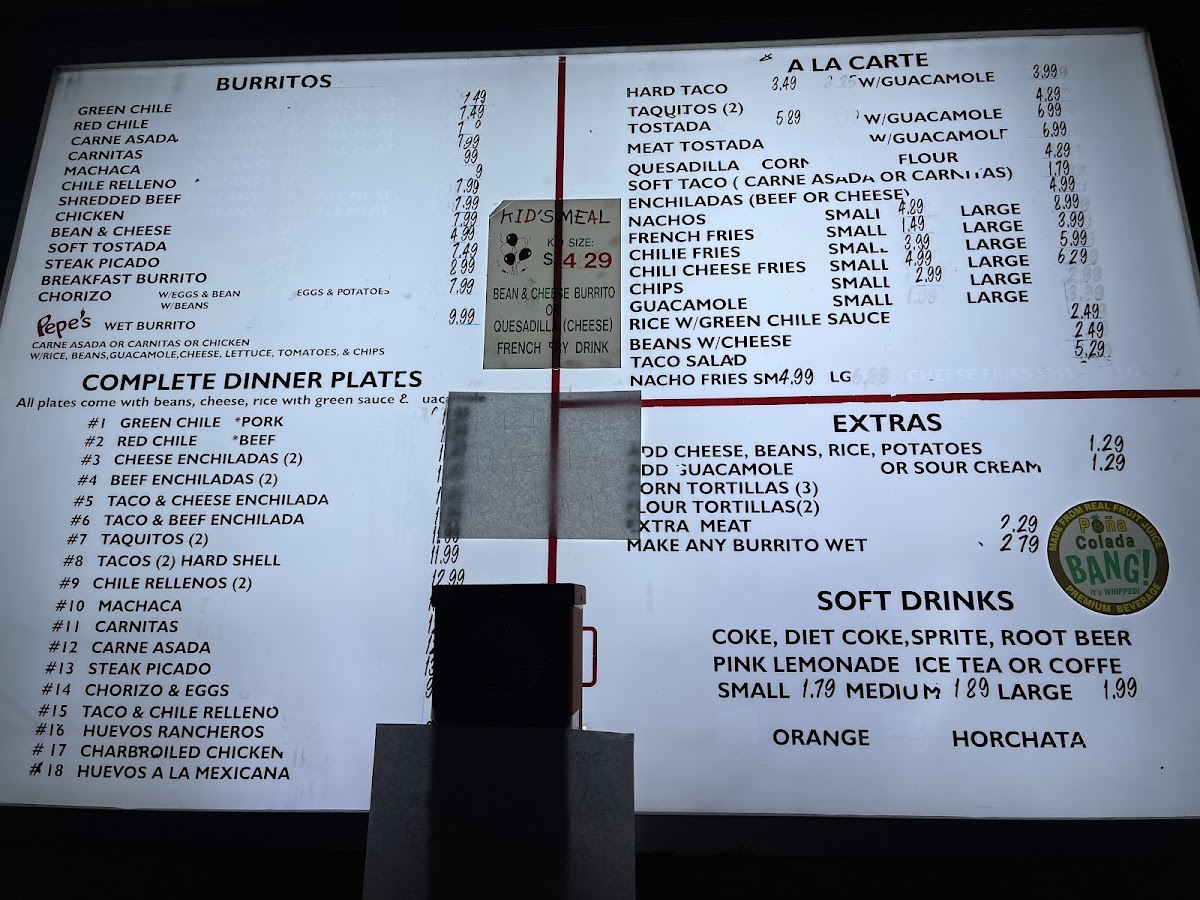 BURRITOS
GREEN CHILE 7.49
RED CHILE 7.49
CARNE ASADA
CARNITAS 7.99
MACHACA 99
CHILE RELLENO 9
SHREDDED BEEF 7.99
CHICKEN 7.99
BEAN & CHEESE 7.99
SOFT TOSTADA 4.99
STEAK PICADO 7.49
BREAKFAST BURRITO 8.99
CHORIZO W/EGGS & BEAN EGGS & POTATOES 7.99
W/BEANS
Pepe's WET BURRITO 9.99
CARNE ASADA OR CARNITAS OR CHICKEN
W/RICE, BEANS,GUACAMOLE,CHEESE, LETTUCE, TOMATOES, & CHIPS
COMPLETE DINNER PLATES
All plates come with beans, cheese, rice with green sauce &
#1 GREEN CHILE *PORK
#2 RED CHILE *BEEF
#3 CHEESE ENCHILADAS (2)
#4 BEEF ENCHILADAS (2)
#5 TACO & CHEESE ENCHILADA
#6 TACO & BEEF ENCHILADA
#7 TAQUITOS (2)
#8 TACOS (2) HARD SHELL 11.99
#9 CHILE RELLENOS (2) 12.99
#10 MACHACA
#11 CARNITAS
#12 CARNE ASADA
#13 STEAK PICADO
#14 CHORIZO & EGGS
#15 TACO & CHILE RELLENO
#16 HUEVOS RANCHEROS
#17 CHARBROILED CHICKEN
#18 HUEVOS A LA MEXICANA
KID'S MEAL
KID SIZE:
$4.29
BEAN & CHEESE BURRITO
OR
QUESADILLA (CHEESE)
FRENCH FRY DRINK
A LA CARTE
HARD TACO 3.49 W/GUACAMOLE 3.99
TAQUITOS (2) 4.29
TOSTADA 5.89 W/GUACAMOLE 6.99
MEAT TOSTADA W/GUACAMOLE 6.99
QUESADILLA CORN FLOUR 4.89
SOFT TACO ( CARNE ASADA OR CARNITAS) 1.79
ENCHILADAS (BEEF OR CHEESE) 4.99
NACHOS SMALL 4.29 LARGE 8.99
FRENCH FRIES SMALL 1.49 LARGE 3.99
CHILIE FRIES SMALL 3.99 LARGE 5.99
CHILI CHEESE FRIES SMALL 4.99 LARGE 6.29
CHIPS SMALL 2.99 LARGE
GUACAMOLE SMALL LARGE
RICE W/GREEN CHILE SAUCE 2.49
BEANS W/CHEESE 2.49
TACO SALAD 5.29
NACHO FRIES SM 4.99 LG
EXTRAS
ADD CHEESE, BEANS, RICE, POTATOES 1.29
ADD GUACAMOLE OR SOUR CREAM 1.29
CORN TORTILLAS (3)
FLOUR TORTILLAS(2)
EXTRA MEAT 2.29
MAKE ANY BURRITO WET 2.79
MADE FROM REAL FRUIT JUICE
Peña
Colada
BANG!
It's WHIPPED!
PREMIUM BEVERAGE
SOFT DRINKS
COKE, DIET COKE,SPRITE, ROOT BEER
PINK LEMONADE ICE TEA OR COFFE
SMALL 1.79 MEDIUM 1.89 LARGE 1.99
ORANGE HORCHATA